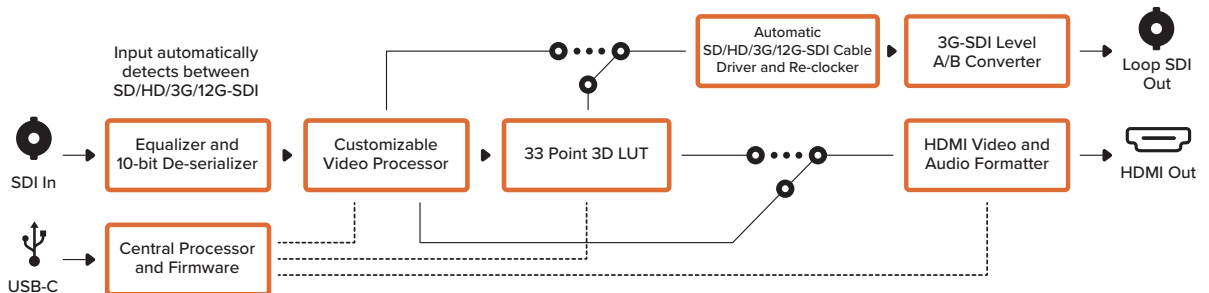 Input automatically
detects between
SD/HD/3G/12G-SDI
SDI In
Equalizer and
10-bit De-serializer
Customizable
Video Processor
33 Point 3D LUT
Automatic
SD/HD/3G/12G-SDI Cable
Driver and Re-clocker
3G-SDI Level
A/B Converter
Loop SDI
Out
HDMI Video and
Audio Formatter
HDMI Out
USB-C
Central Processor
and Firmware